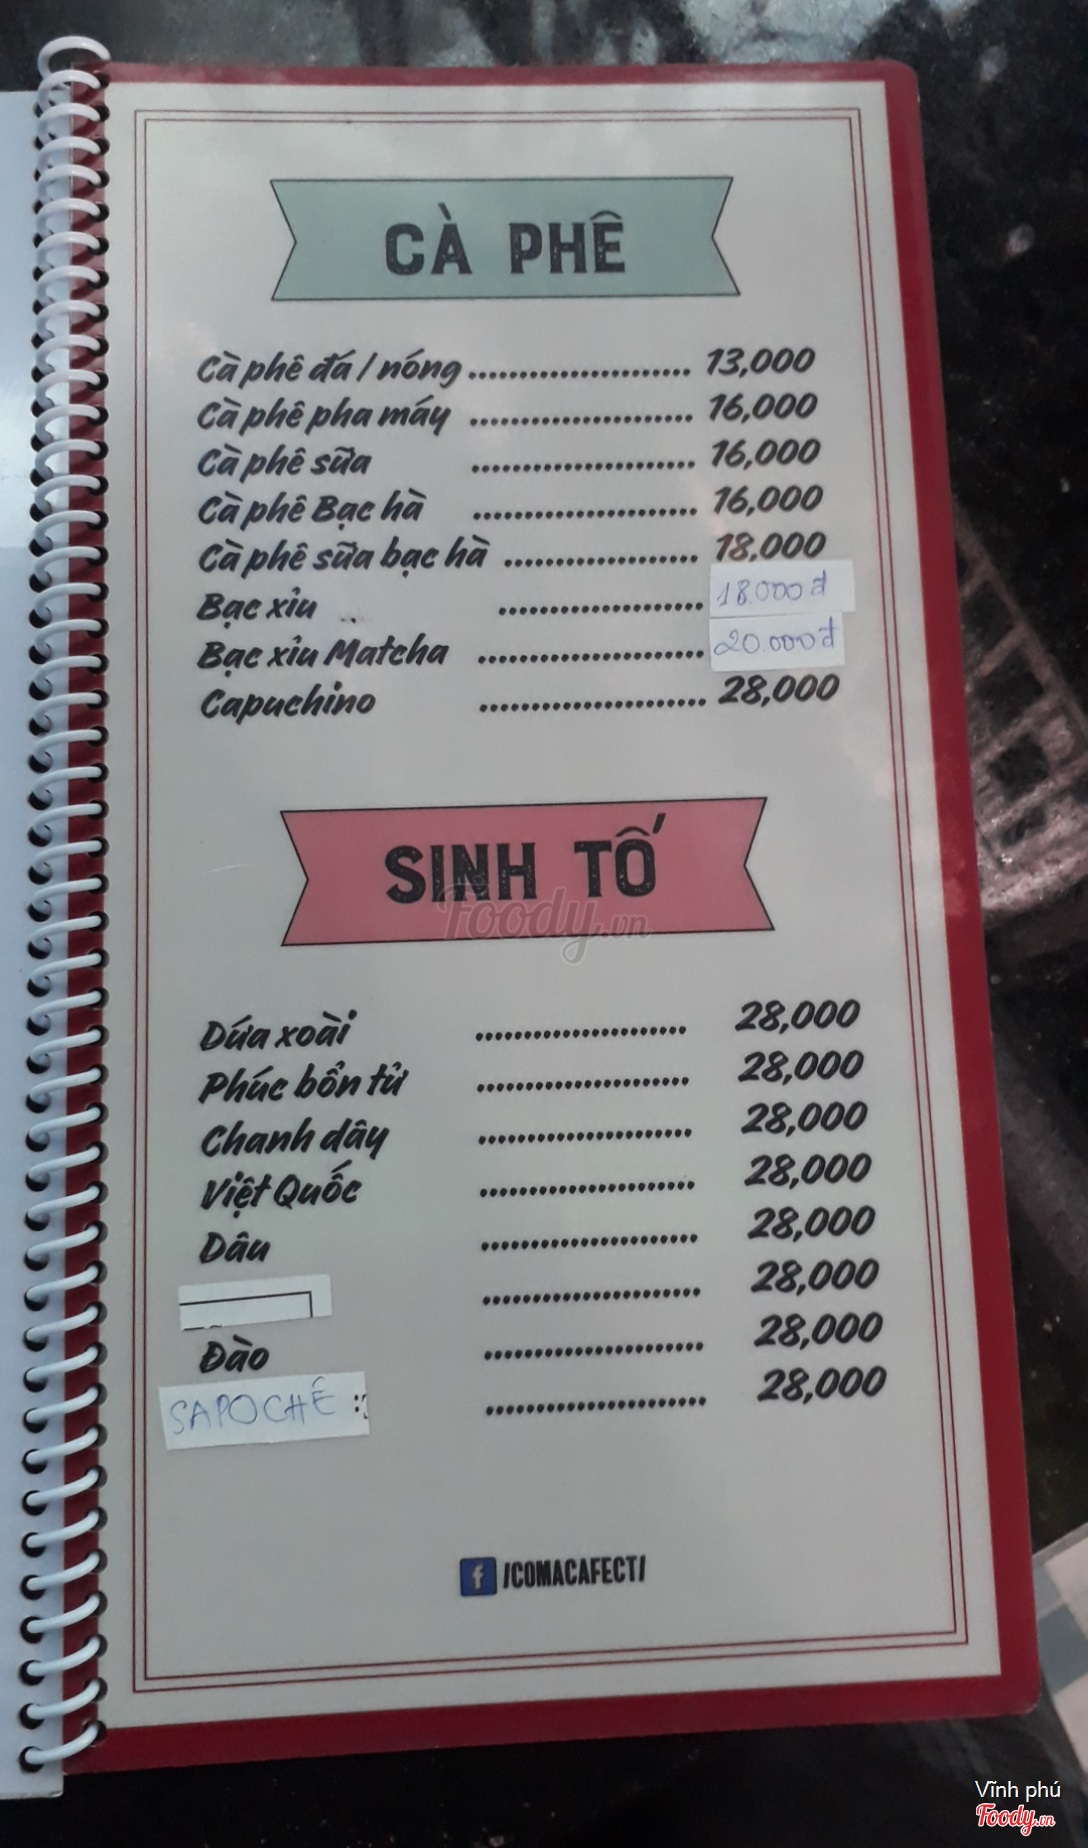 CÀ PHÊ
Cà phê đá / nóng ...................... 13,000
Cà phê pha máy ...................... 16,000
Cà phê sữa ...................... 16,000
Cà phê Bạc hà ...................... 16,000
Cà phê sữa bạc hà ................... 18,000
Bạc xỉu .................... 18.000đ
Bạc xỉu Matcha ...................... 20.000đ
Capuchino ...................... 28,000
SINH TỐ
Foody.vn
Dứa xoài ..................... 28,000
Phúc bồn tử ..................... 28,000
Chanh dây ..................... 28,000
Việt Quốc ..................... 28,000
Dâu ..................... 28,000
..................... 28,000
Đào ..................... 28,000
SAPOCHÊ ..................... 28,000
f /COMACAFECT/
Vĩnh phú
Foody.vn